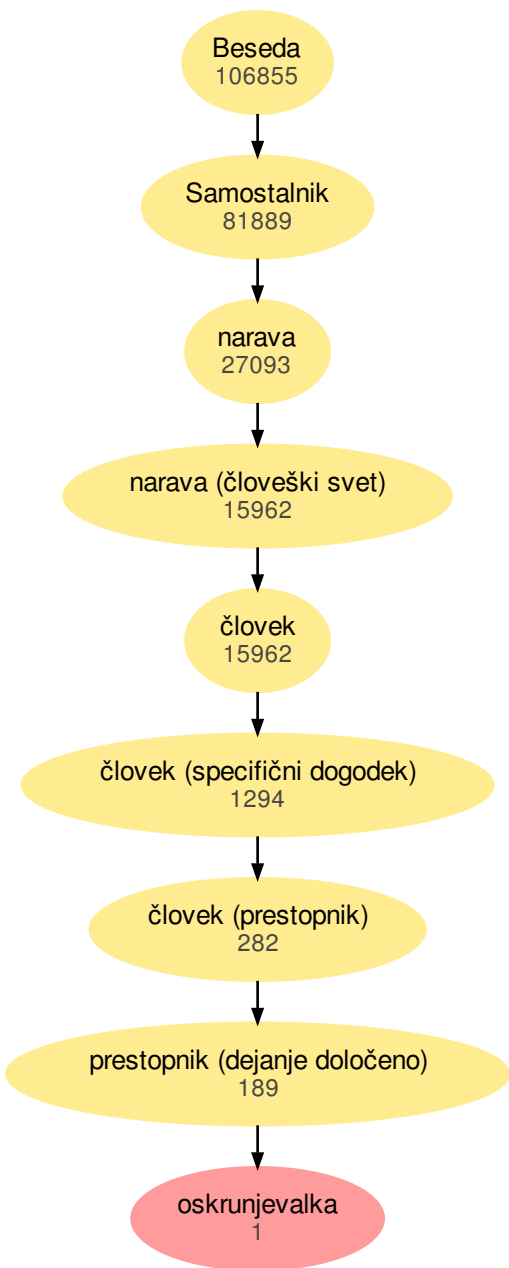 Beseda
106855
Samostalnik
81889
narava
27093
narava (človeški svet)
15962
človek
15962
človek (specifični dogodek)
1294
človek (prestopnik)
282
prestopnik (dejanje določeno)
189
oskrunjevalka
1